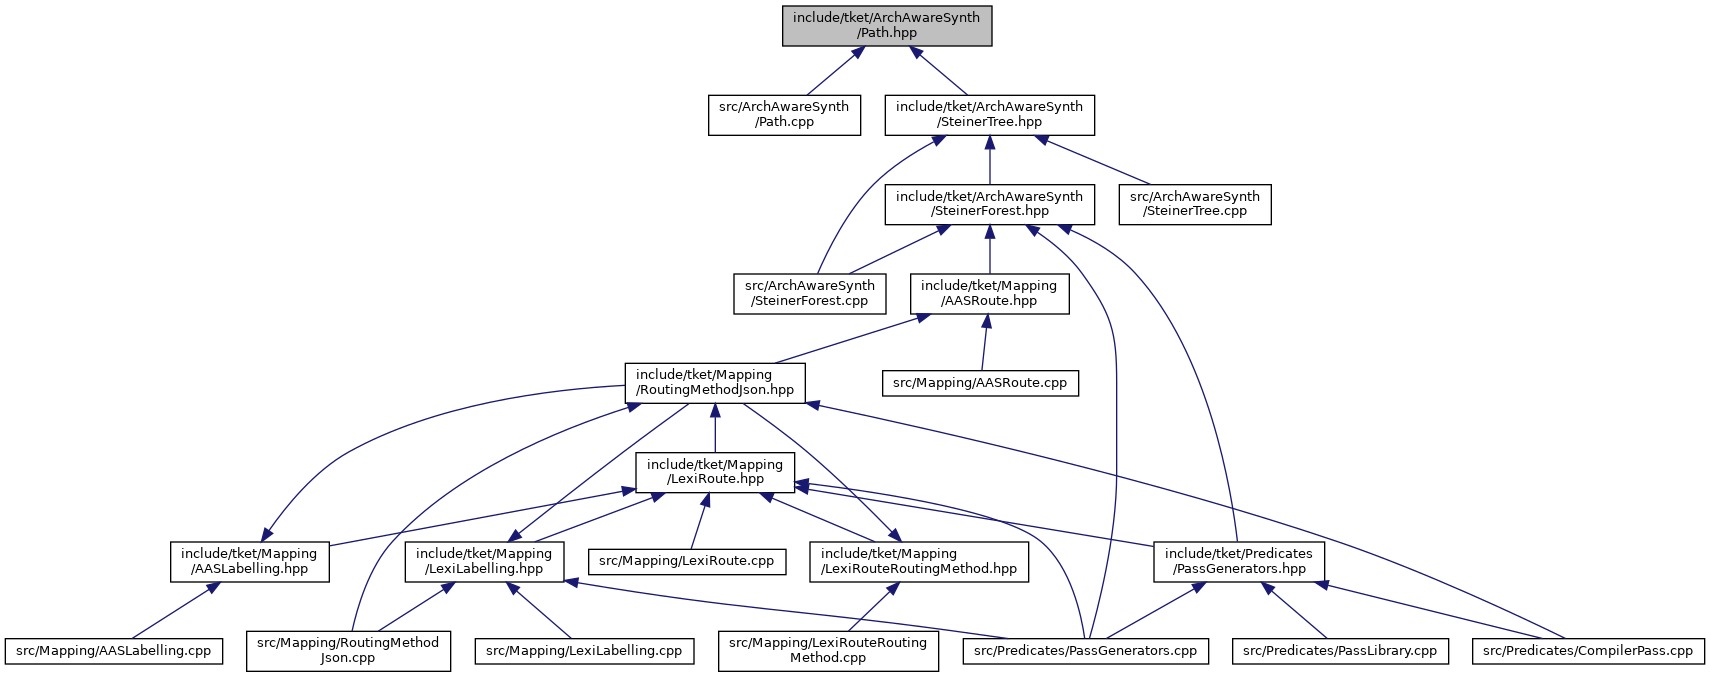 include/tket/ArchAwareSynth
/Path.hpp
src/ArchAwareSynth
/Path.cpp
include/tket/ArchAwareSynth
/SteinerTree.hpp
include/tket/ArchAwareSynth
/SteinerForest.hpp
src/ArchAwareSynth
/SteinerTree.cpp
src/ArchAwareSynth
/SteinerForest.cpp
include/tket/Mapping
/AASRoute.hpp
include/tket/Mapping
/RoutingMethodJson.hpp
src/Mapping/AASRoute.cpp
include/tket/Mapping
/LexiRoute.hpp
include/tket/Mapping
/AASLabelling.hpp
include/tket/Mapping
/LexiLabelling.hpp
src/Mapping/LexiRoute.cpp
include/tket/Mapping
/LexiRouteRoutingMethod.hpp
include/tket/Predicates
/PassGenerators.hpp
src/Mapping/AASLabelling.cpp
src/Mapping/RoutingMethod
Json.cpp
src/Mapping/LexiLabelling.cpp
src/Mapping/LexiRouteRouting
Method.cpp
src/Predicates/PassGenerators.cpp
src/Predicates/PassLibrary.cpp
src/Predicates/CompilerPass.cpp